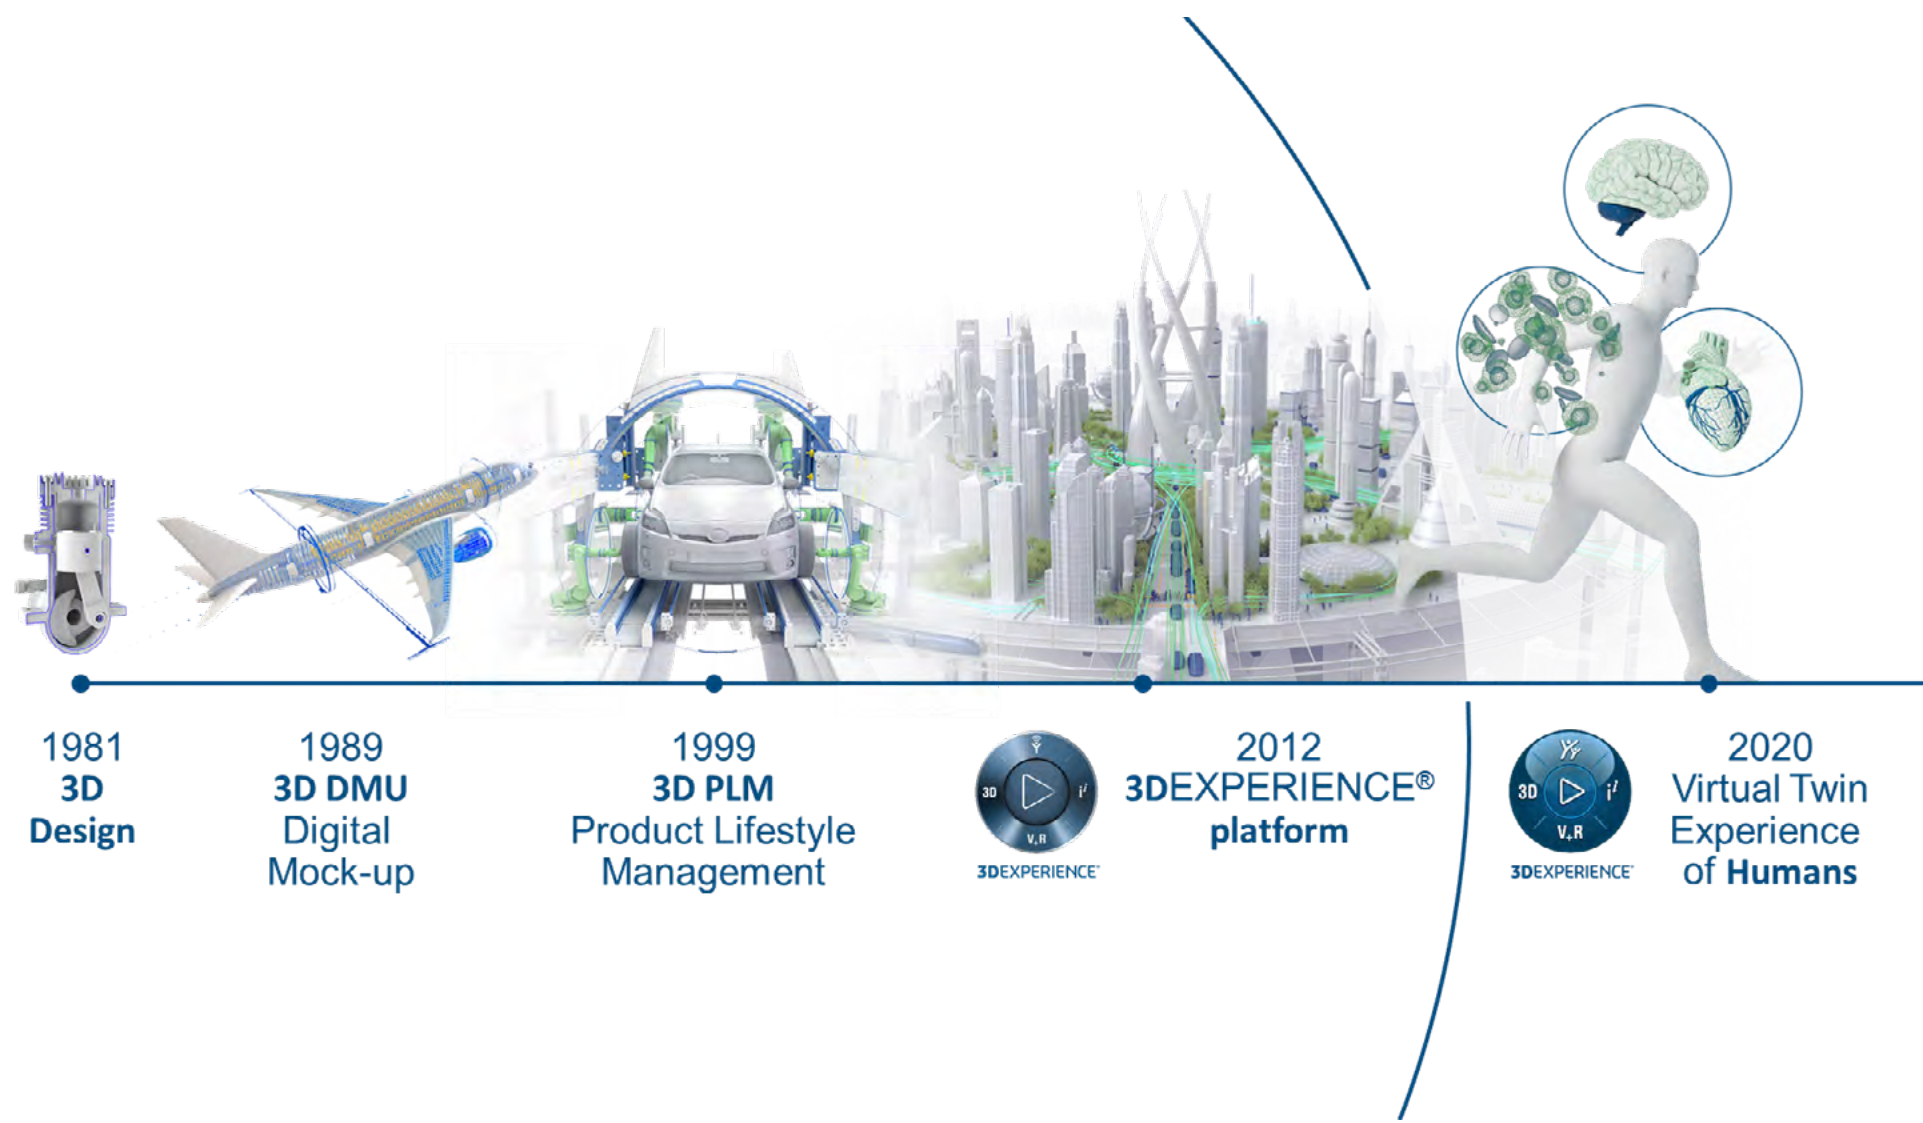 1981
3D
Design
1989
3D DMU
Digital
Mock-up
1999
3D PLM
Product Lifestyle
Management
3D
i
V+R
3DEXPERIENCE
2012
3DEXPERIENCE®
platform
3D
i
V+R
3DEXPERIENCE
2020
Virtual Twin
Experience
of Humans